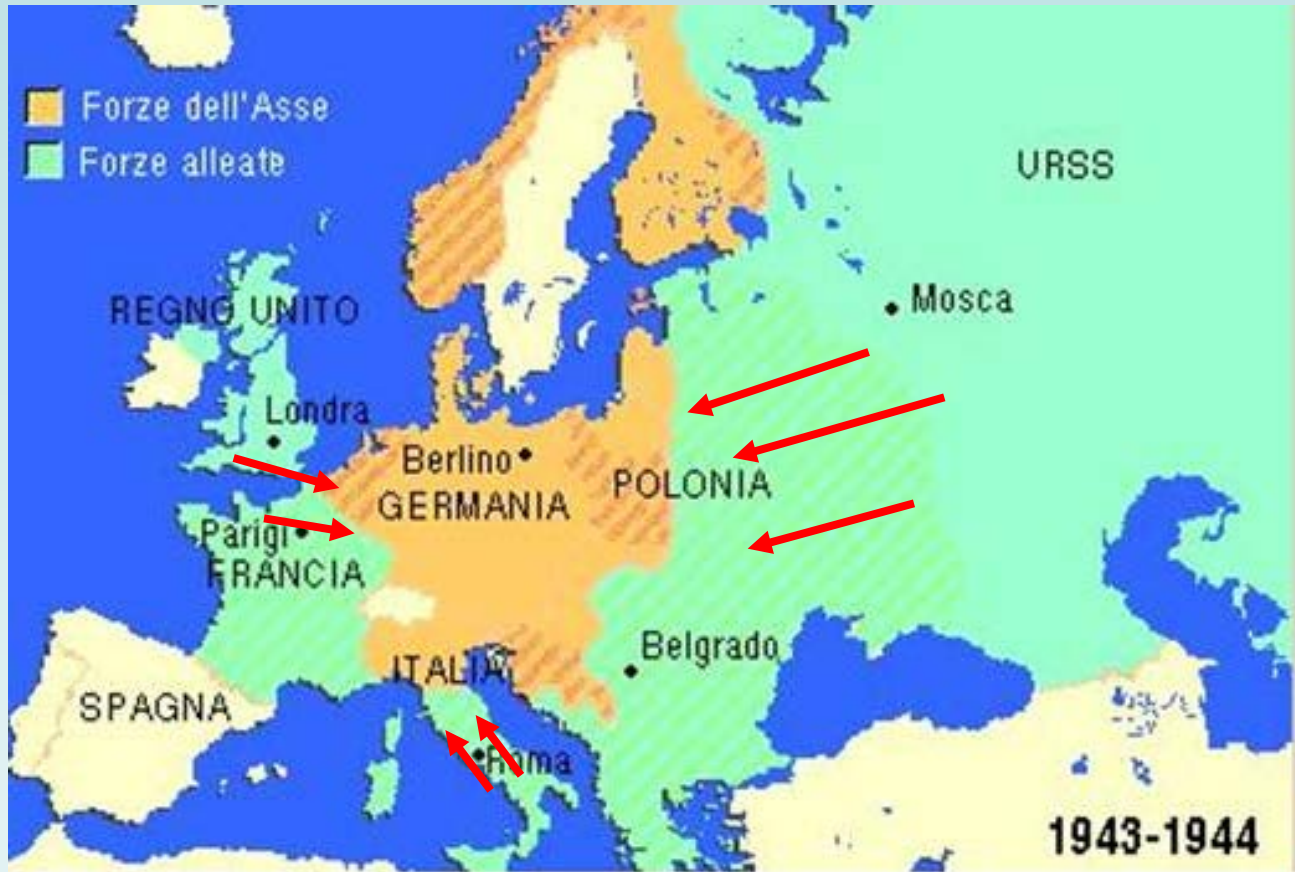 Forze dell'Asse
Forze alleate
URSS
Mosca
REGNO UNITO
Londra
Berlino
GERMANIA
POLONIA
Parigi
FRANCIA
Belgrado
ITALIA
SPAGNA
Roma
1943-1944